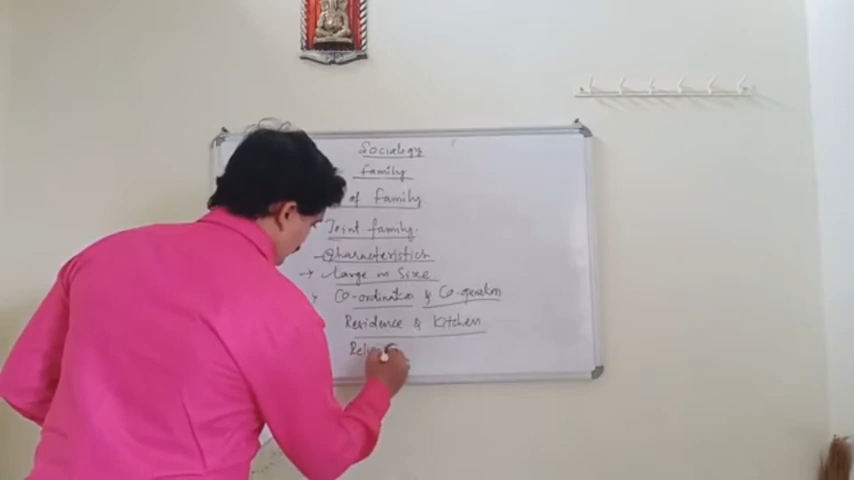 Sociology
Family
of family
Joint family.
Characteristics
→ Large in Size
Co-ordination & Co-operation
Residence & Kitchen